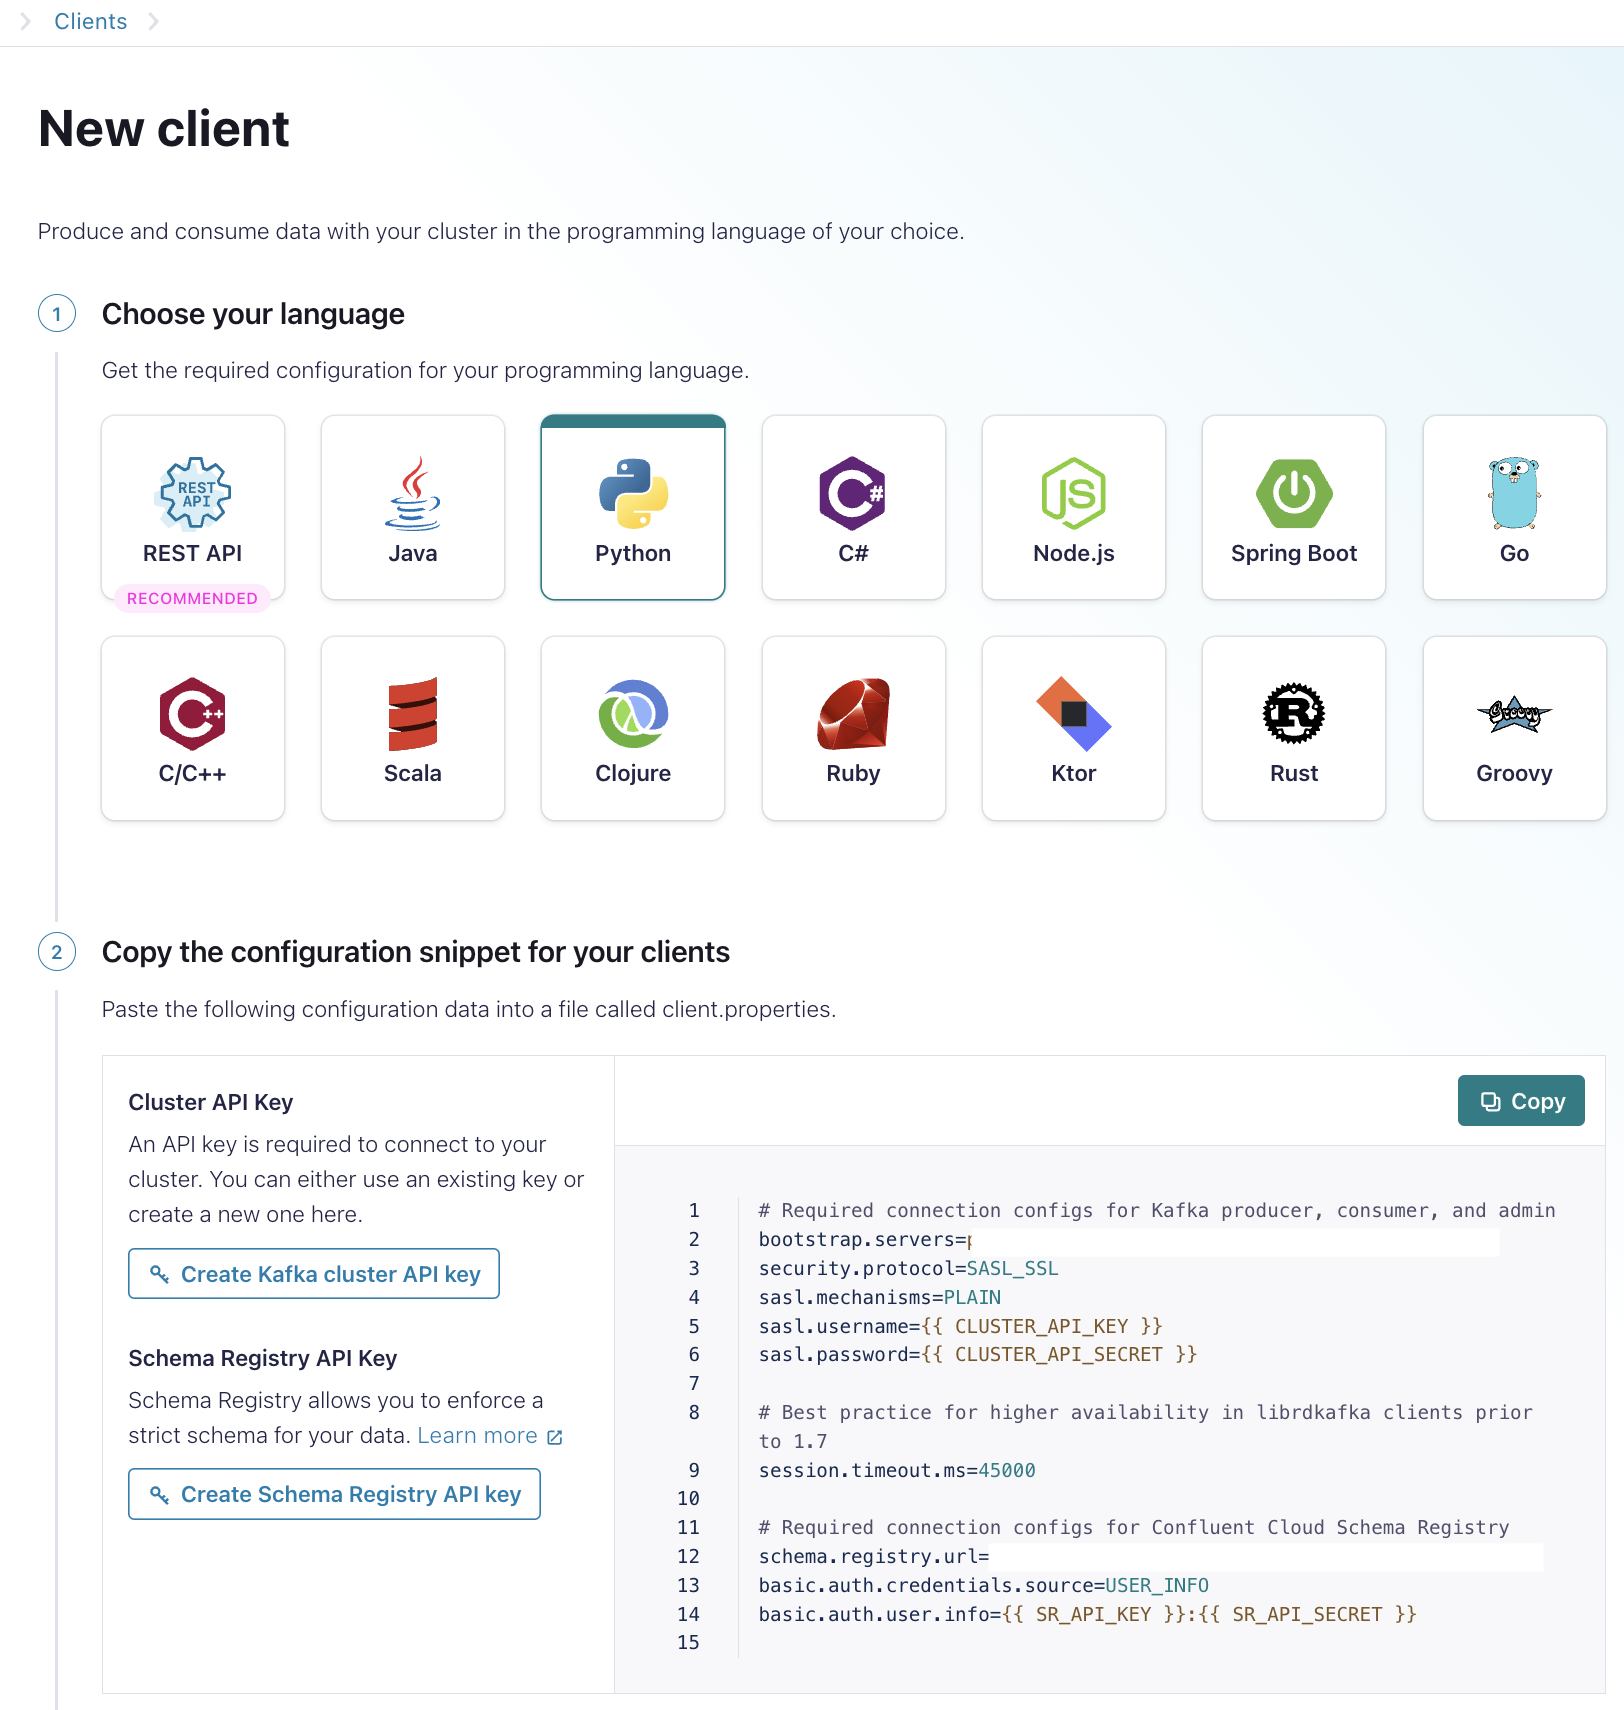 Clients
New client
Produce and consume data with your cluster in the programming language of your choice.
1 Choose your language
Get the required configuration for your programming language.
REST API
REST API
RECOMMENDED
Java
Python
C#
C#
JS
Node.js
Spring Boot
Go
C++
C/C++
Scala
Clojure
Ruby
Ktor
R
Rust
Groovy
Groovy
2 Copy the configuration snippet for your clients
Paste the following configuration data into a file called client.properties.
Cluster API Key
An API key is required to connect to your
cluster. You can either use an existing key or
create a new one here.
Create Kafka cluster API key
Schema Registry API Key
Schema Registry allows you to enforce a
strict schema for your data. Learn more
Create Schema Registry API key
Copy
1 # Required connection configs for Kafka producer, consumer, and admin
2 bootstrap.servers=
3 security.protocol=SASL_SSL
4 sasl.mechanisms=PLAIN
5 sasl.username={{ CLUSTER_API_KEY }}
6 sasl.password={{ CLUSTER_API_SECRET }}
7
8 # Best practice for higher availability in librdkafka clients prior
to 1.7
9 session.timeout.ms=45000
10
11 # Required connection configs for Confluent Cloud Schema Registry
12 schema.registry.url=
13 basic.auth.credentials.source=USER_INFO
14 basic.auth.user.info={{ SR_API_KEY }}:{{ SR_API_SECRET }}
15